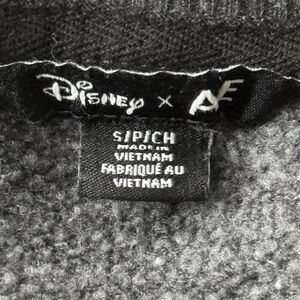 Disney × AE
S/P/CH
MADE IN
VIETNAM
FABRIQUÉ AU
VIETNAM